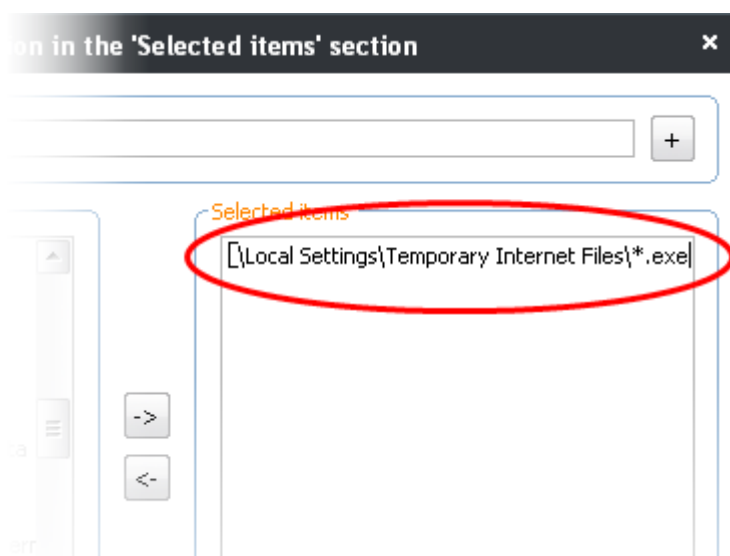 on in the 'Selected items' section ×
+
Selected items
\Local Settings\Temporary Internet Files\*.exe
->
<-